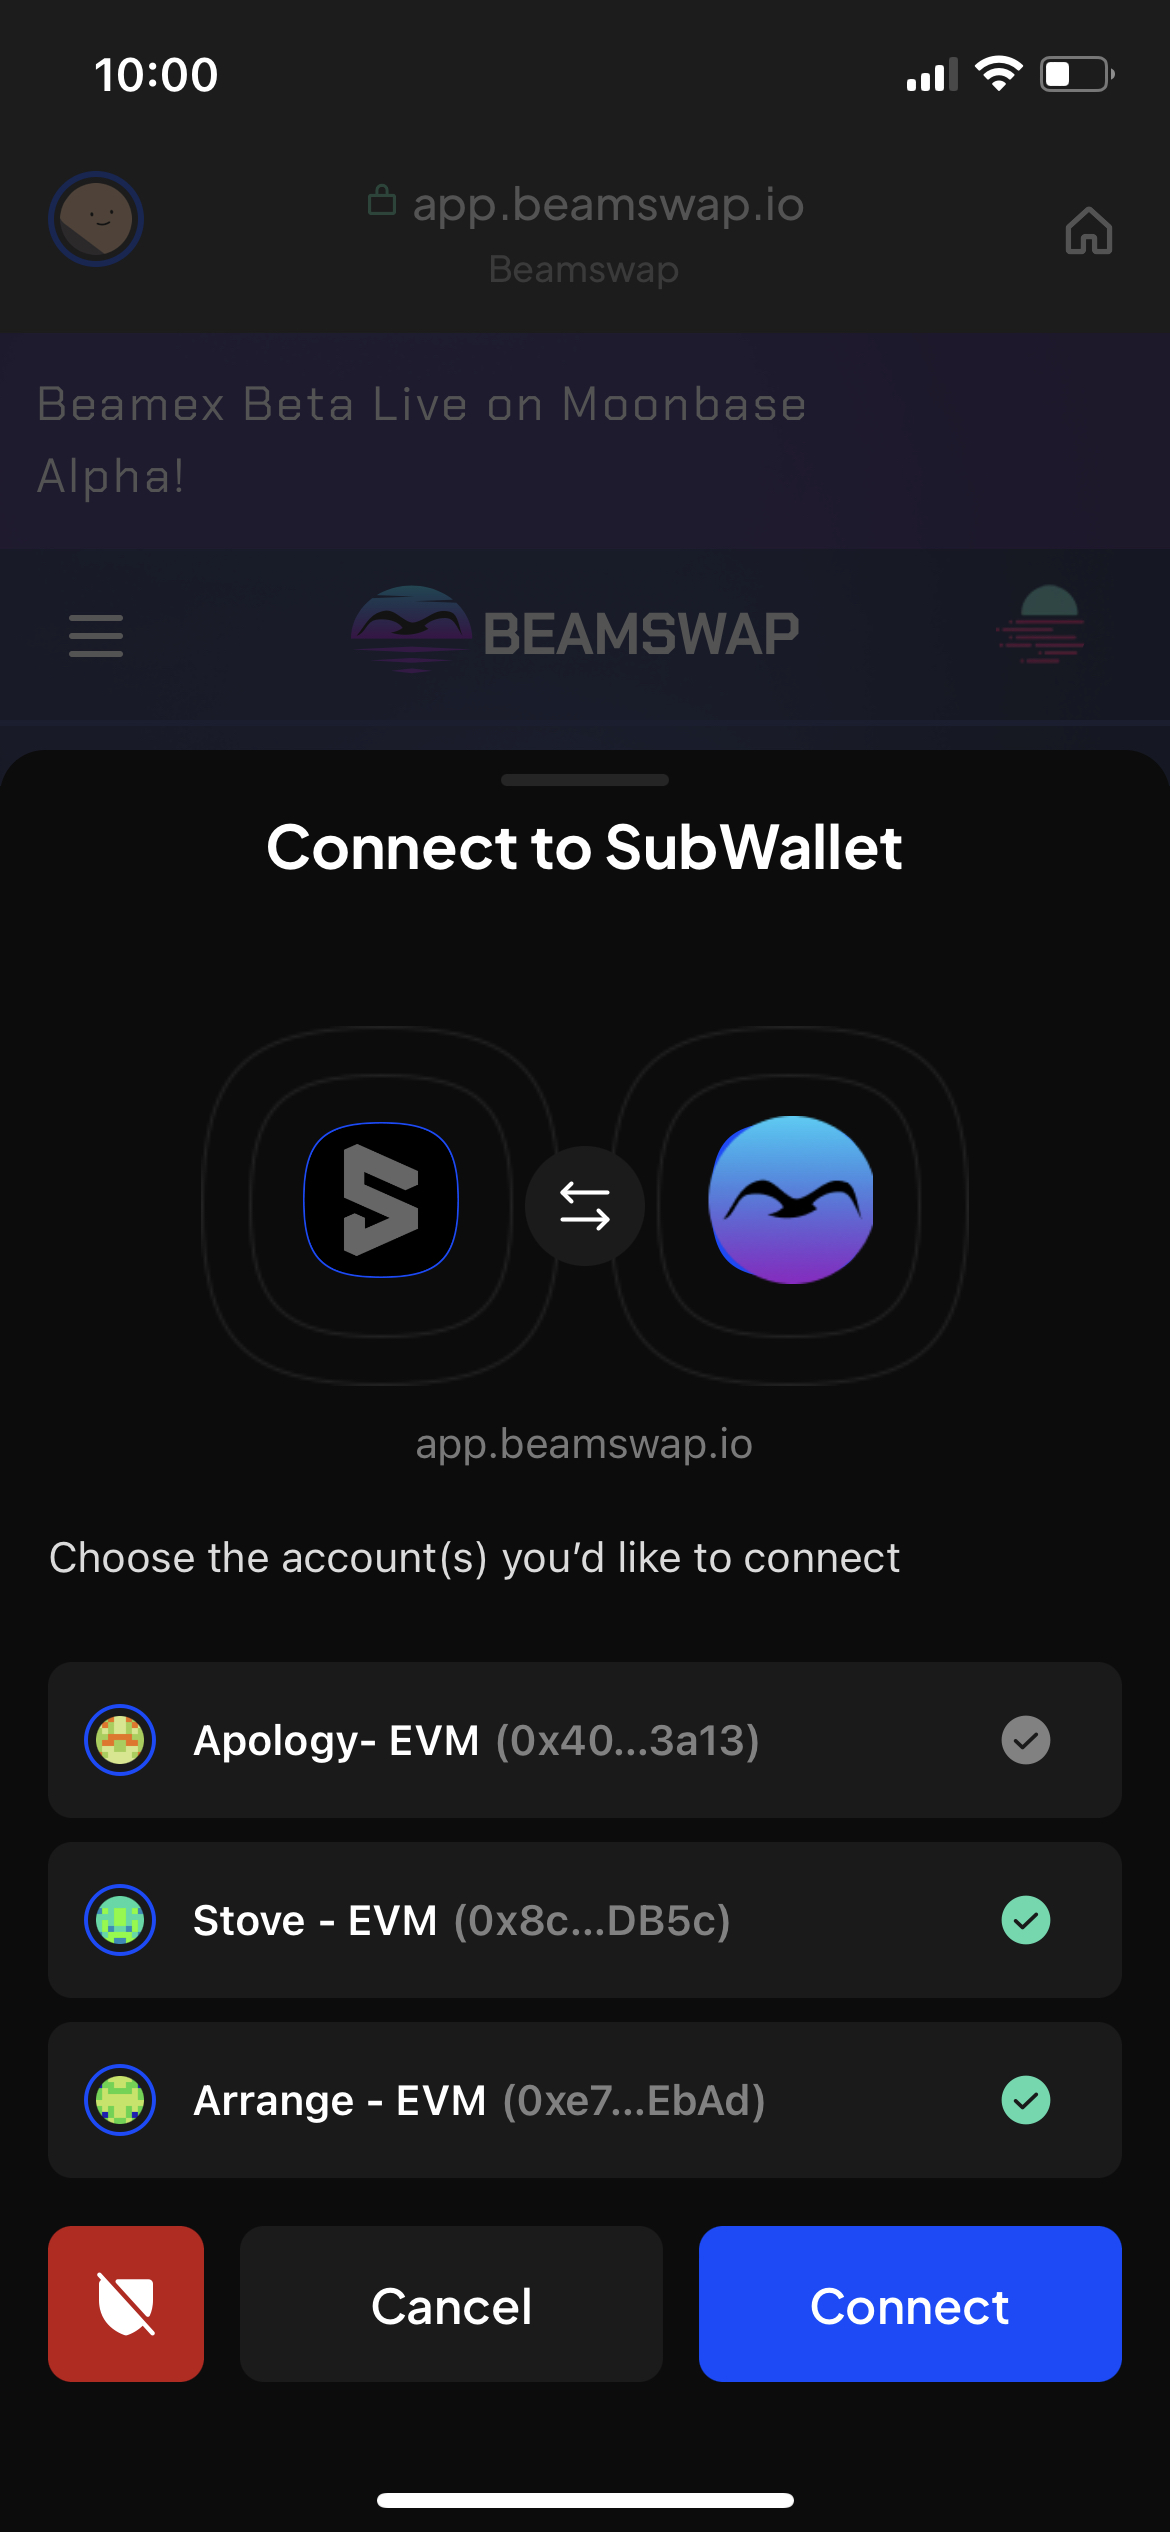 10:00
app.beamswap.io
Beamswap
Beamex Beta Live on Moonbase
Alpha!
BEAMSWAP
Connect to SubWallet
app.beamswap.io
Choose the account(s) you’d like to connect
Apology- EVM (0x40...3a13)
Stove - EVM (0x8c...DB5c)
Arrange - EVM (0xe7...EbAd)
Cancel
Connect